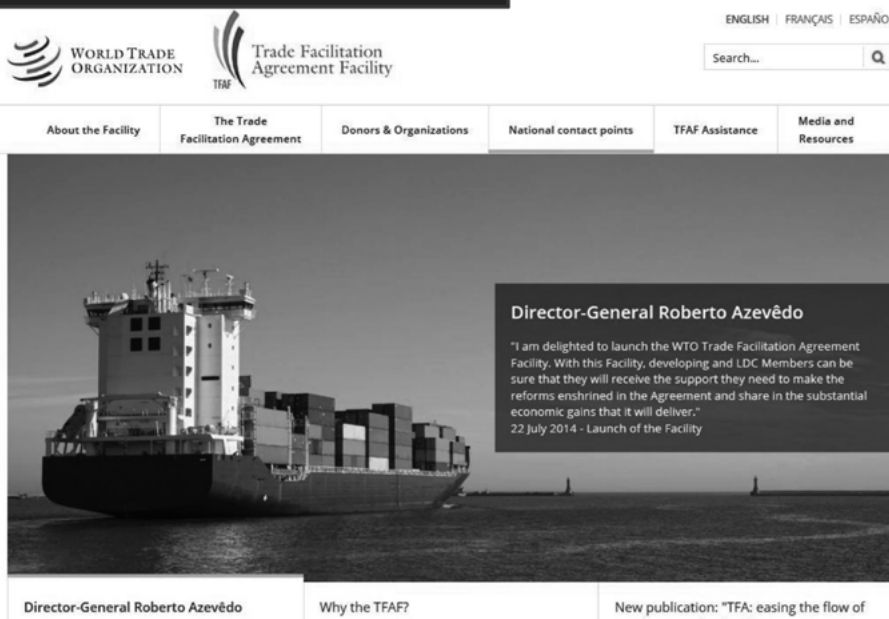 ENGLISH | FRANÇAIS | ESPAÑO
WORLD TRADE
ORGANIZATION
TFAF
Trade Facilitation
Agreement Facility
Search...
About the Facility
The Trade
Facilitation Agreement
Donors & Organizations
National contact points
TFAF Assistance
Media and
Resources
Director-General Roberto Azevêdo
"I am delighted to launch the WTO Trade Facilitation Agreement
Facility. With this Facility, developing and LDC Members can be
sure that they will receive the support they need to make the
reforms enshrined in the Agreement and share in the substantial
economic gains that it will deliver."
22 July 2014 - Launch of the Facility
Director-General Roberto Azevêdo
Why the TFAF?
New publication: "TFA: easing the flow of